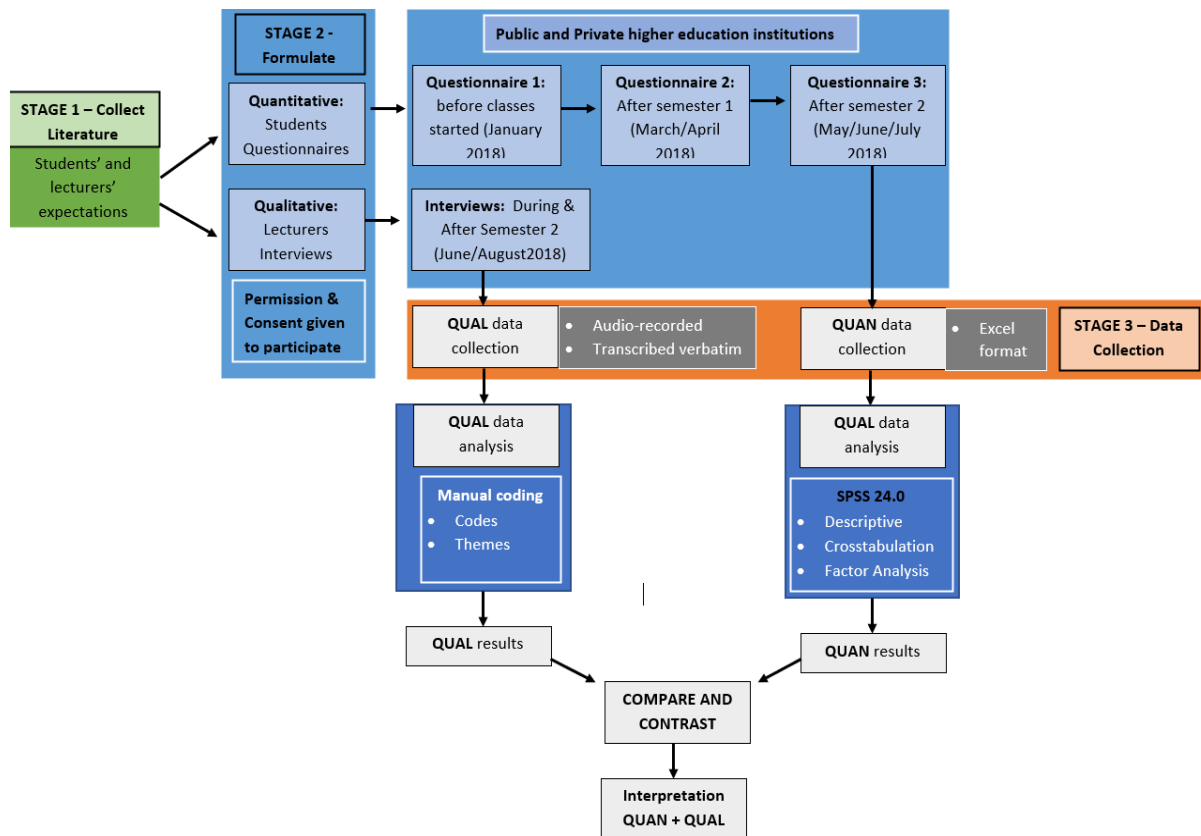 STAGE 1 – Collect
Literature
Students’ and
lecturers’
expectations
STAGE 2 -
Formulate
Quantitative:
Students
Questionnaires
Qualitative:
Lecturers
Interviews
Permission &
Consent given
to participate
Public and Private higher education institutions
Questionnaire 1:
before classes
started (January
2018)
Questionnaire 2:
After semester 1
(March/April
2018)
Questionnaire 3:
After semester 2
(May/June/July
2018)
Interviews: During &
After Semester 2
(June/August2018)
QUAL data
collection
• Audio-recorded
• Transcribed verbatim
QUAN data
collection
• Excel
format
STAGE 3 – Data
Collection
QUAL data
analysis
Manual coding
• Codes
• Themes
QUAL data
analysis
SPSS 24.0
• Descriptive
• Crosstabulation
• Factor Analysis
QUAL results
QUAN results
COMPARE AND
CONTRAST
Interpretation
QUAN + QUAL